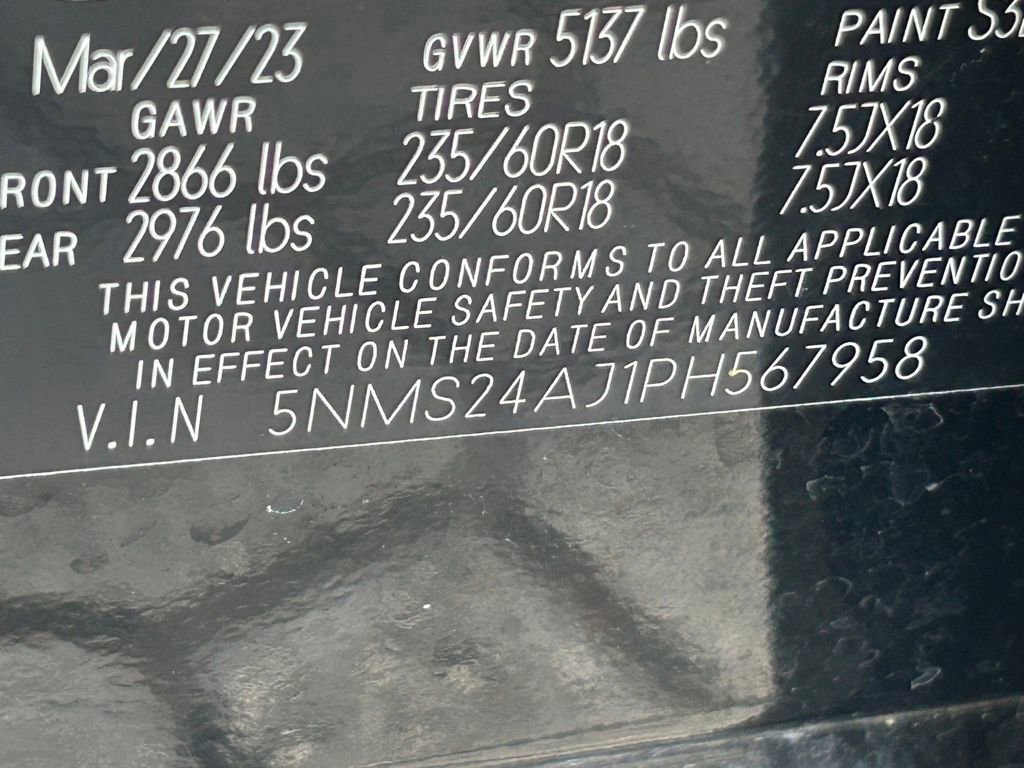 Mar/27/23 GVWR 5137 lbs PAINT S3
GAWR TIRES RIMS
RONT 2866 lbs 235/60R18 7.5JX18
EAR 2976 lbs 235/60R18 7.5JX18
THIS VEHICLE CONFORMS TO ALL APPLICABLE
MOTOR VEHICLE SAFETY AND THEFT PREVENTIO
IN EFFECT ON THE DATE OF MANUFACTURE SH
V.I.N 5NMS24AJ1PH567958